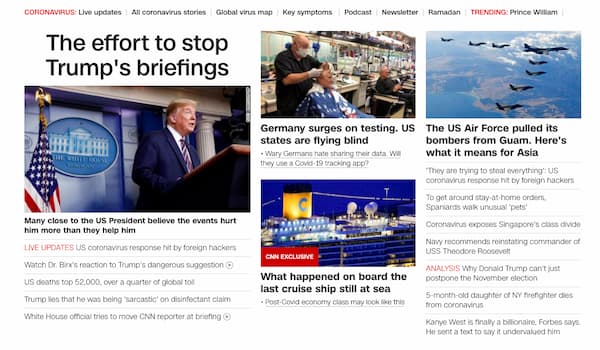 CORONAVIRUS: Live updates | All coronavirus stories | Global virus map | Key symptoms | Podcast | Newsletter | Ramadan | TRENDING: Prince William |
The effort to stop
Trump's briefings
THE WHITE HOUSE
WASHINGTON
Many close to the US President believe the events hurt
him more than they help him
LIVE UPDATES US coronavirus response hit by foreign hackers
Watch Dr. Birx's reaction to Trump's dangerous suggestion
US deaths top 52,000, over a quarter of global toll
Trump lies that he was being 'sarcastic' on disinfectant claim
White House official tries to move CNN reporter at briefing
Germany surges on testing. US
states are flying blind
• Wary Germans hate sharing their data. Will
they use a Covid-19 tracking app?
C
CNN EXCLUSIVE
What happened on board the
last cruise ship still at sea
• Post-Covid economy class may look like this
The US Air Force pulled its
bombers from Guam. Here's
what it means for Asia
'They are trying to steal everything': US
coronavirus response hit by foreign hackers
To get around stay-at-home orders,
Spaniards walk unusual 'pets'
Coronavirus exposes Singapore's class divide
Navy recommends reinstating commander of
USS Theodore Roosevelt
ANALYSIS Why Donald Trump can't just
postpone the November election
5-month-old daughter of NY firefighter dies
from coronavirus
Kanye West is finally a billionaire, Forbes says.
He sent a text to say it undervalued him